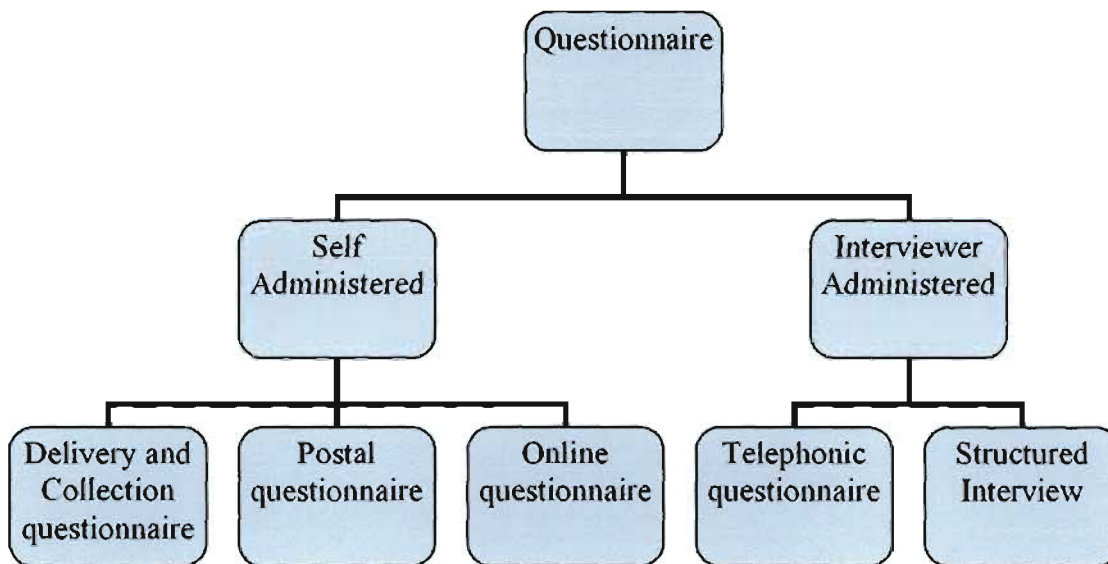 Questionnaire
Self
Administered
Interviewer
Administered
Delivery and
Collection
questionnaire
Postal
questionnaire
Online
questionnaire
Telephonic
questionnaire
Structured
Interview